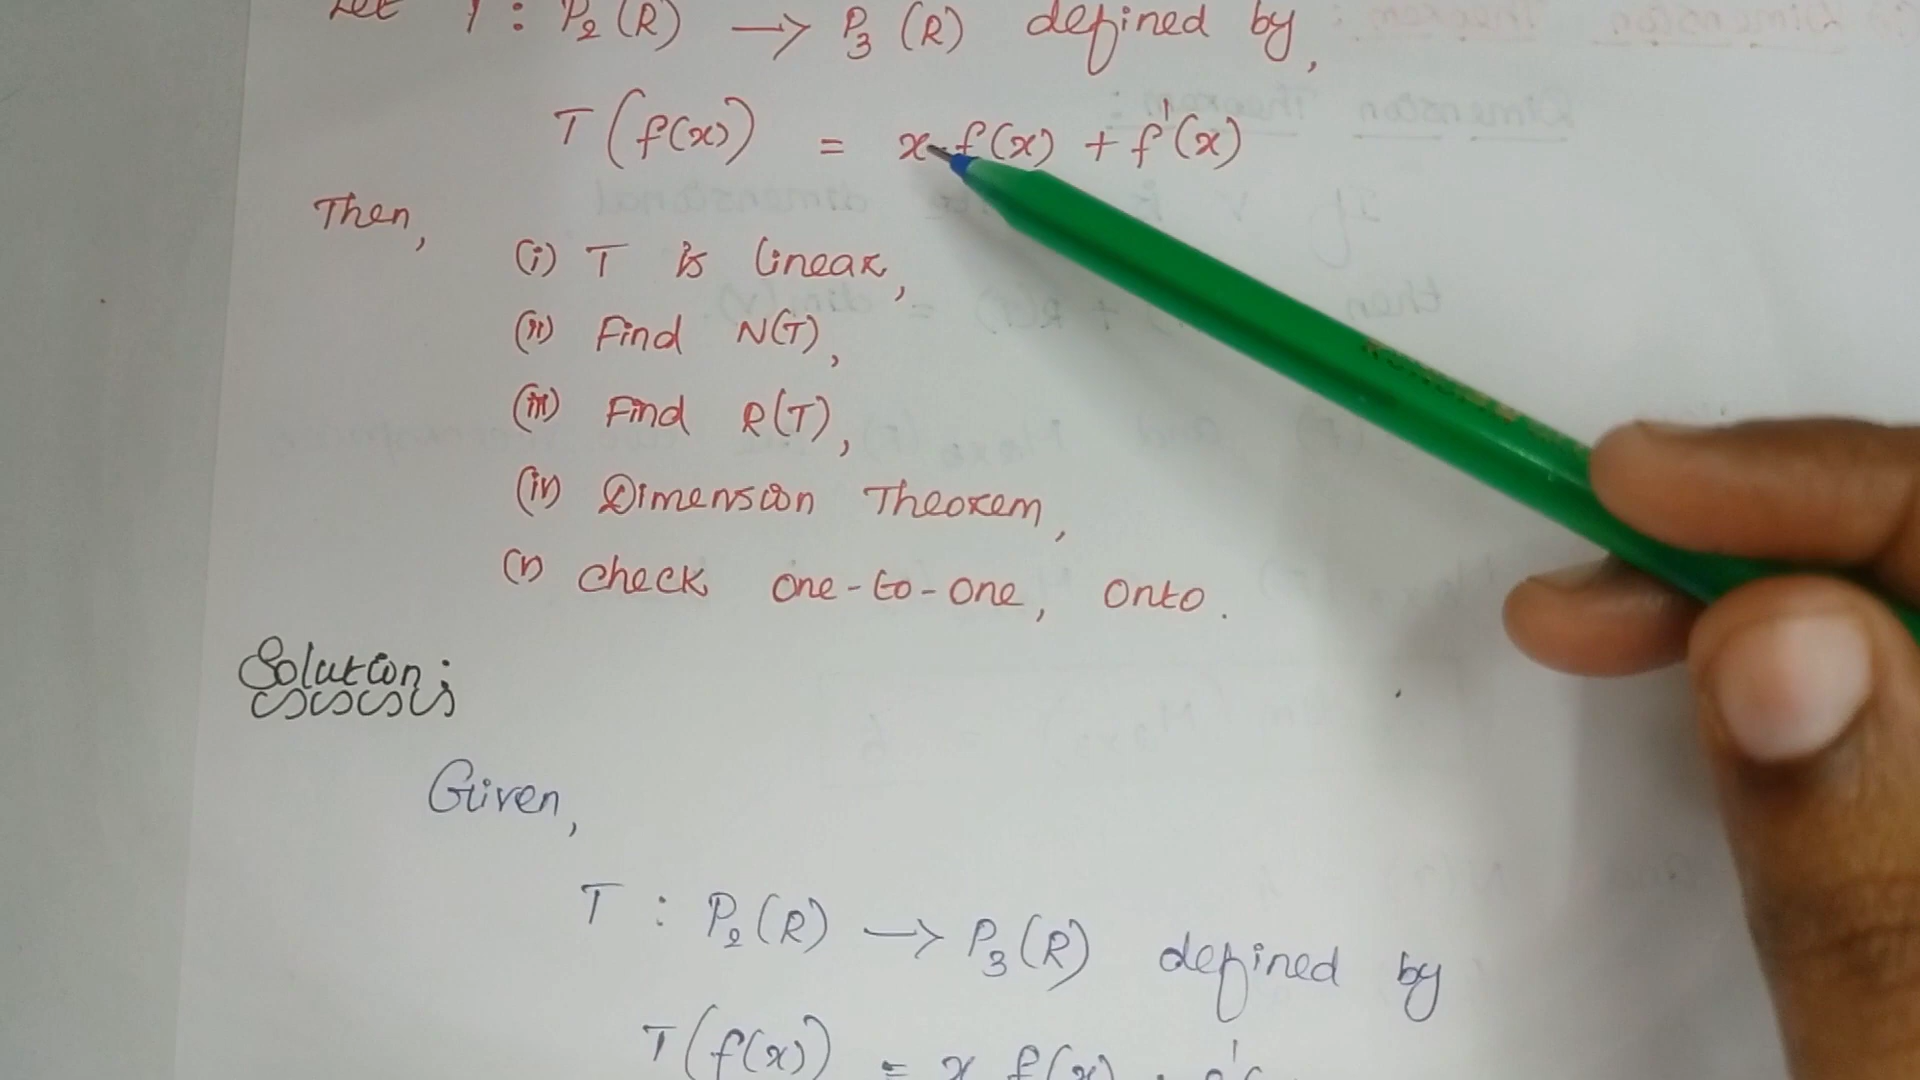 Let T : P₂(R) → P₃(R) defined by,
T(f(x)) = x f(x) + f'(x)
Then,
(i) T is linear,
(ii) Find N(T),
(iii) Find R(T),
(iv) Dimension Theorem,
(v) check one-to-one, onto.
Solution:
Given,
T : P₂(R) → P₃(R) defined by
T(f(x)) = x f(x)